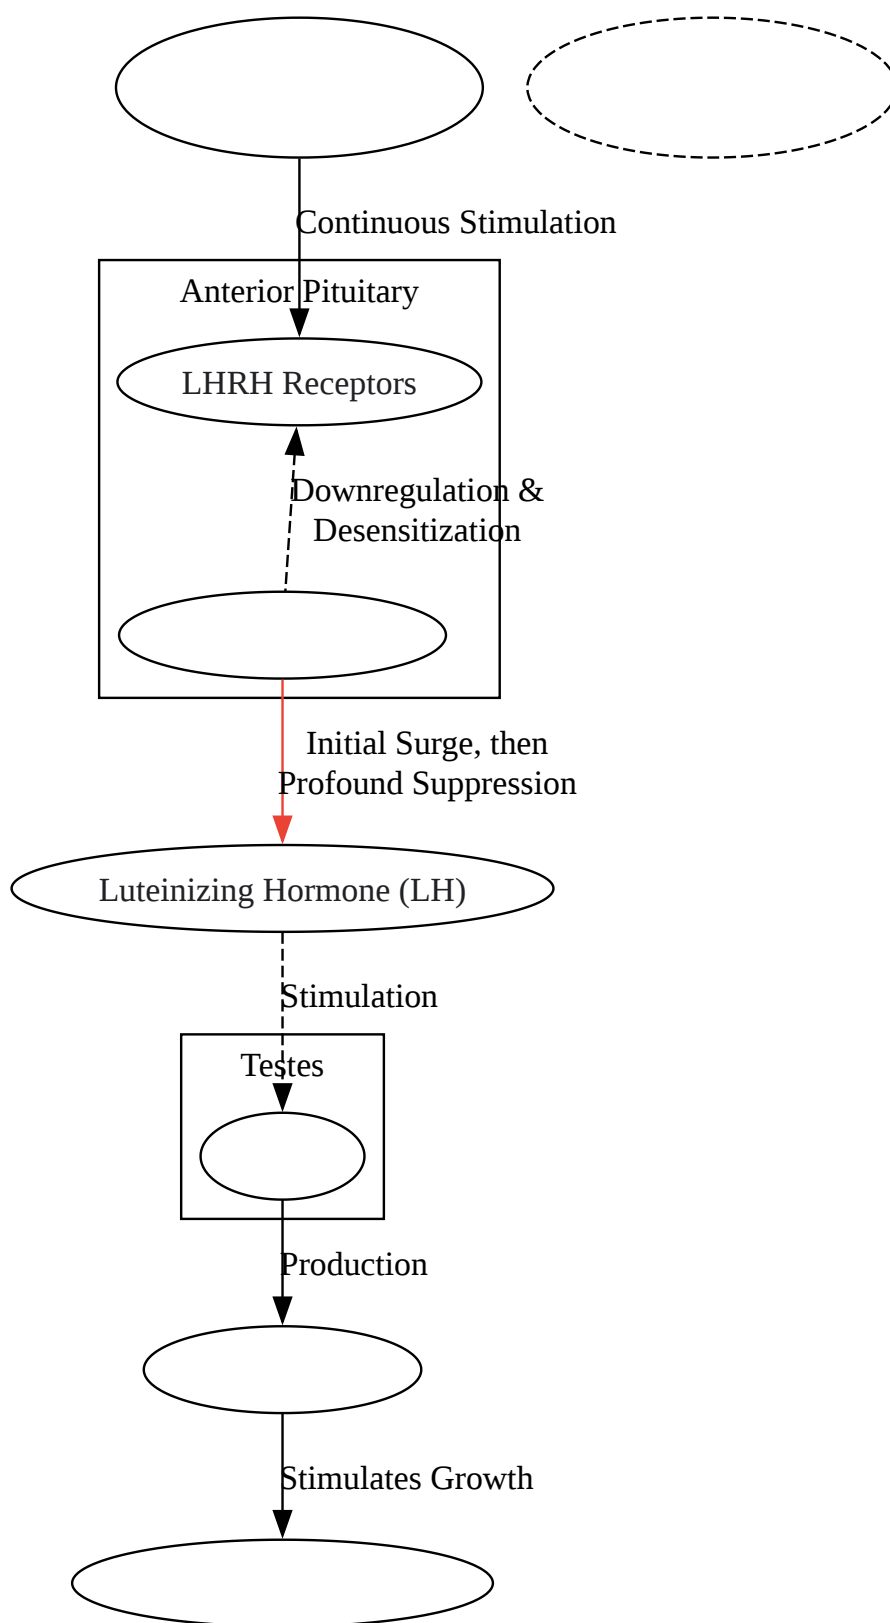 Continuous Stimulation
Anterior Pituitary
LHRH Receptors
Downregulation &
Desensitization
Initial Surge, then
Profound Suppression
Luteinizing Hormone (LH)
Stimulation
Testes
Production
Stimulates Growth